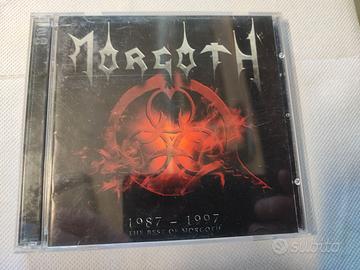 MORGOTH
1987 - 1997
THE BEST OF MORGOTH
subito